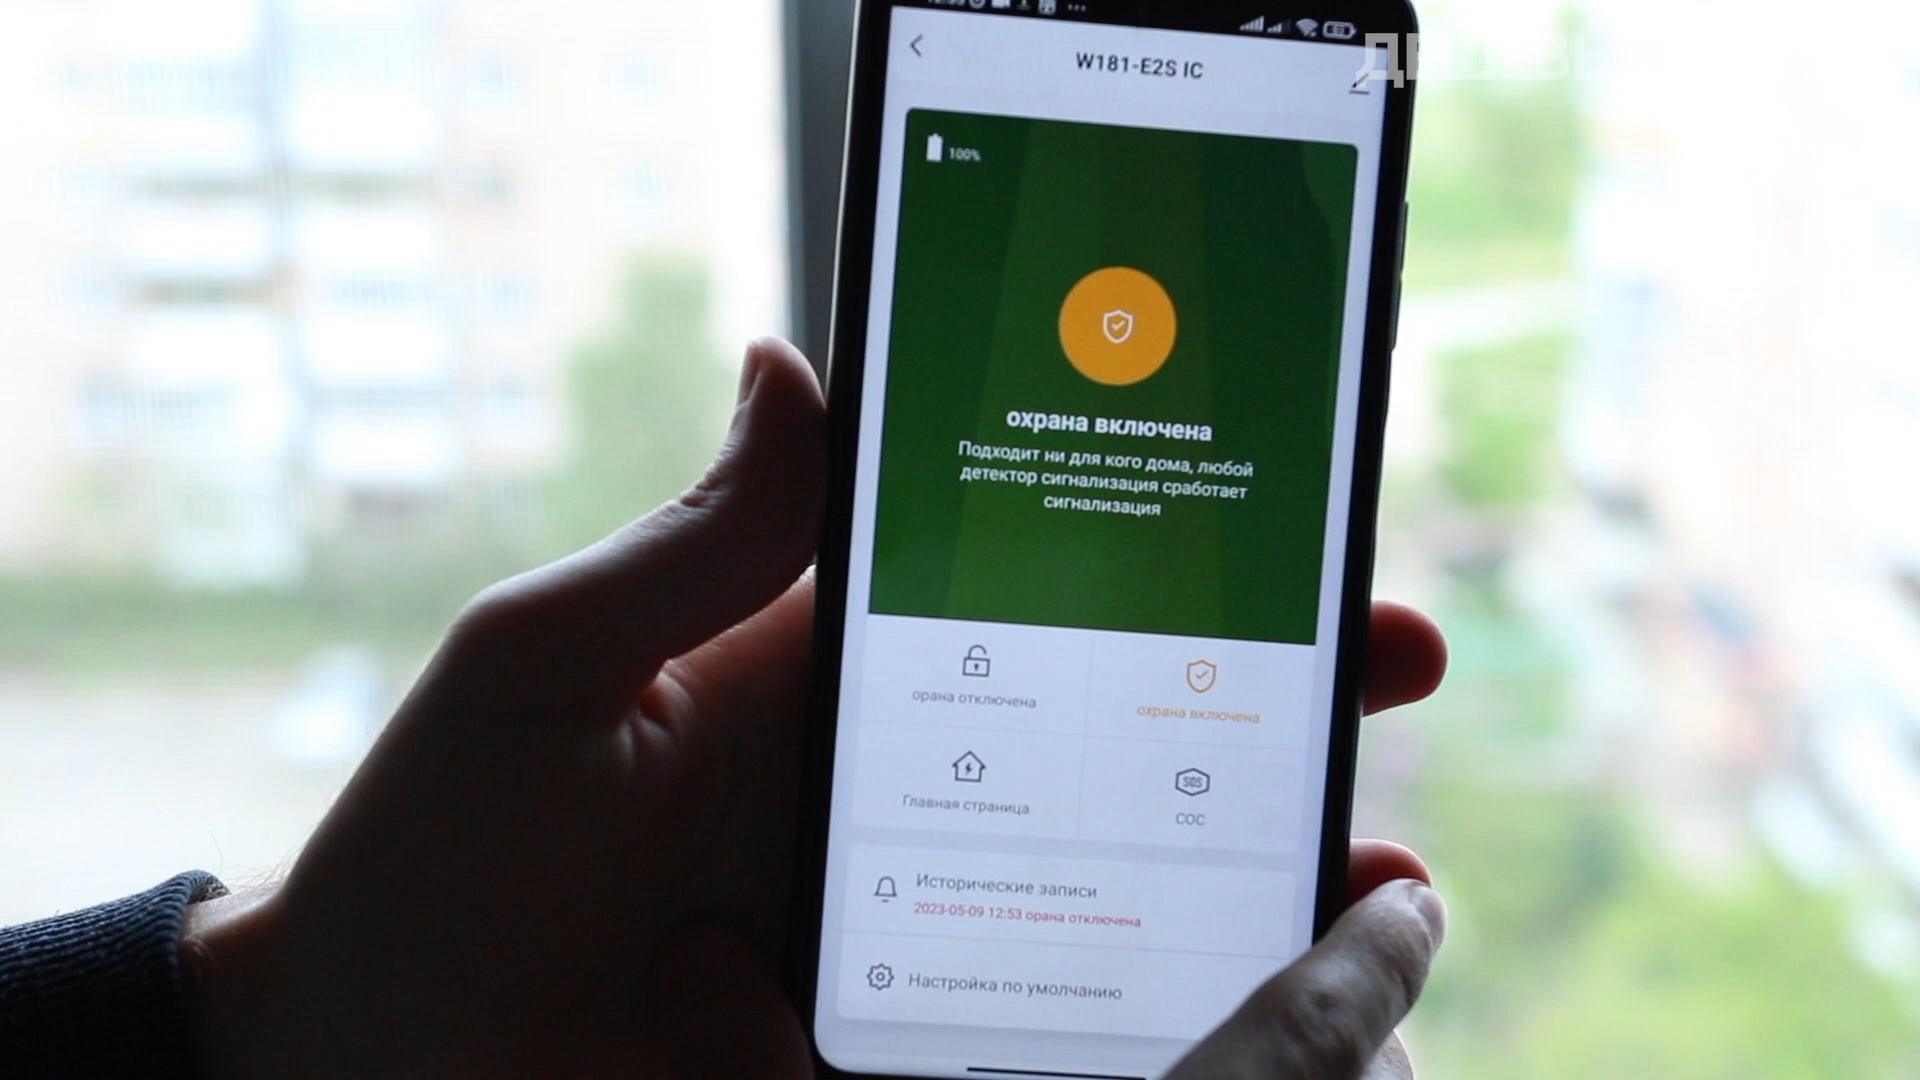 W181-E2S IC
100%
охрана включена
Подходит ни для кого дома, любой
детектор сигнализация сработает
сигнализация
орана отключена
охрана включена
Главная страница
SOS
СОС
Исторические записи
2023-05-09 12:53 орана отключена
Настройка по умолчанию